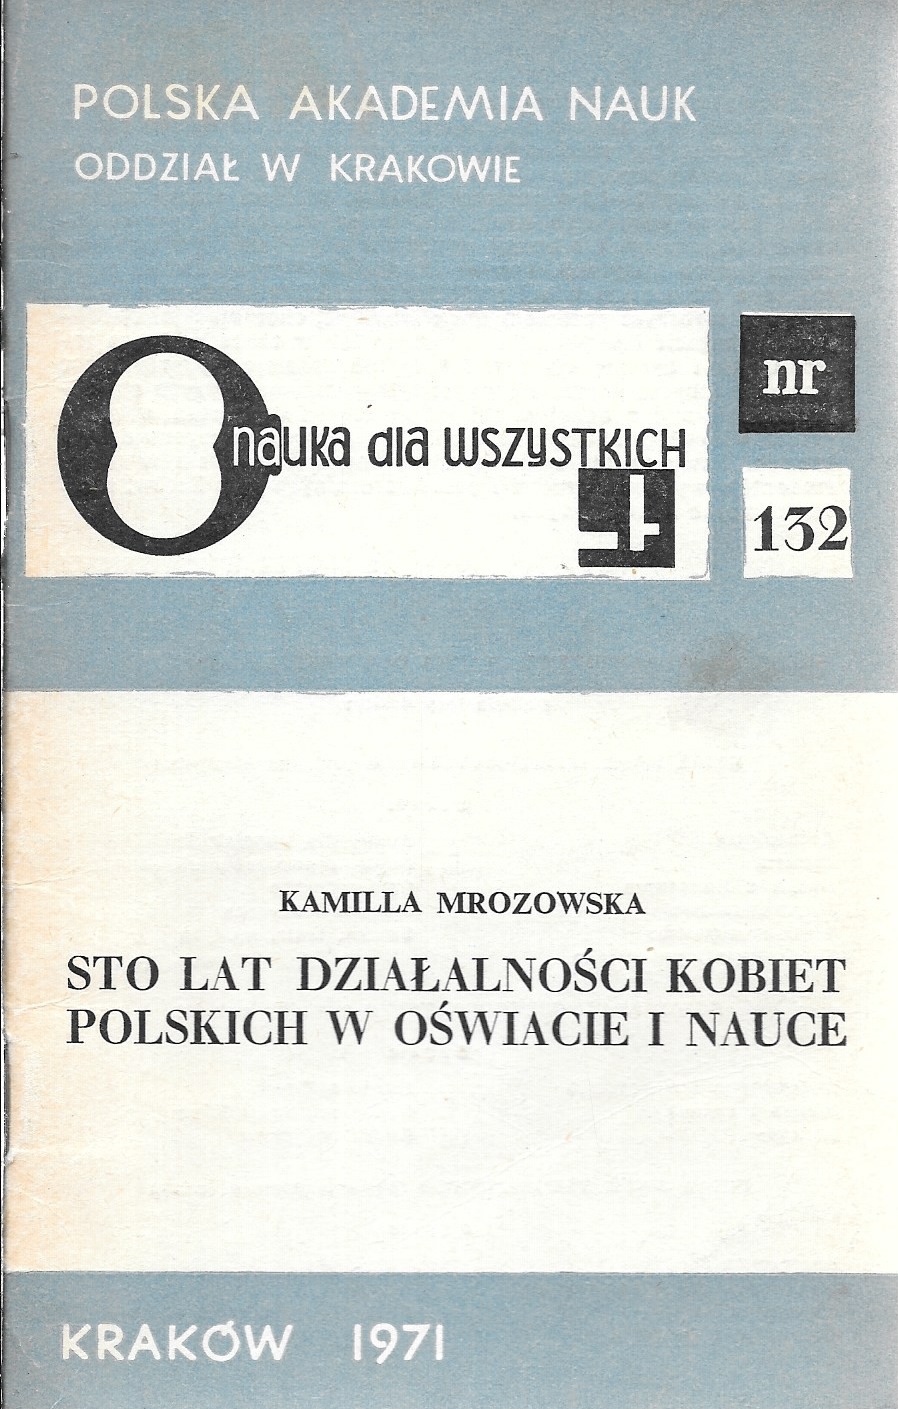 POLSKA AKADEMIA NAUK
ODDZIAŁ W KRAKOWIE
nauka dla wszystkich
nr
132
KAMILLA MROZOWSKA
STO LAT DZIAŁALNOŚCI KOBIET
POLSKICH W OŚWIACIE I NAUCE
KRAKÓW 1971